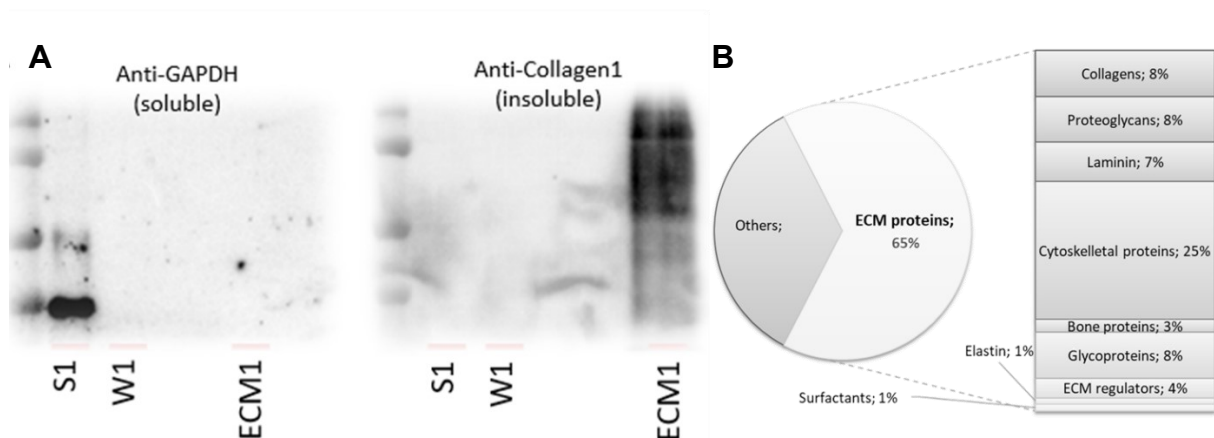 A
Anti-GAPDH
(soluble)
S1
W1
ECM1
Anti-Collagen1
(insoluble)
S1
W1
ECM1
B
Others;
ECM proteins;
65%
Collagens; 8%
Proteoglycans; 8%
Laminin; 7%
Cytoskelletal proteins; 25%
Bone proteins; 3%
Glycoproteins; 8%
ECM regulators; 4%
Elastin; 1%
Surfactants; 1%